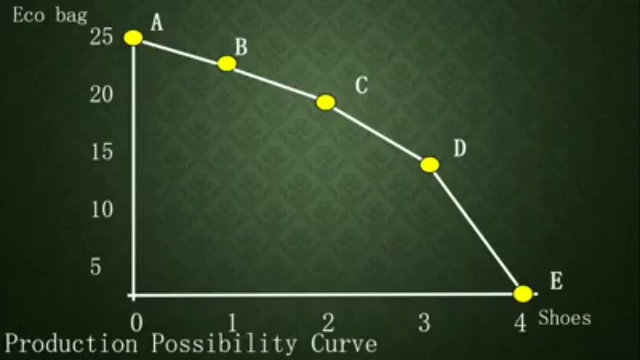 Eco bag
A
25
B
20
C
15
D
10
5
E
0 1 2 3 4 Shoes
Production Possibility Curve